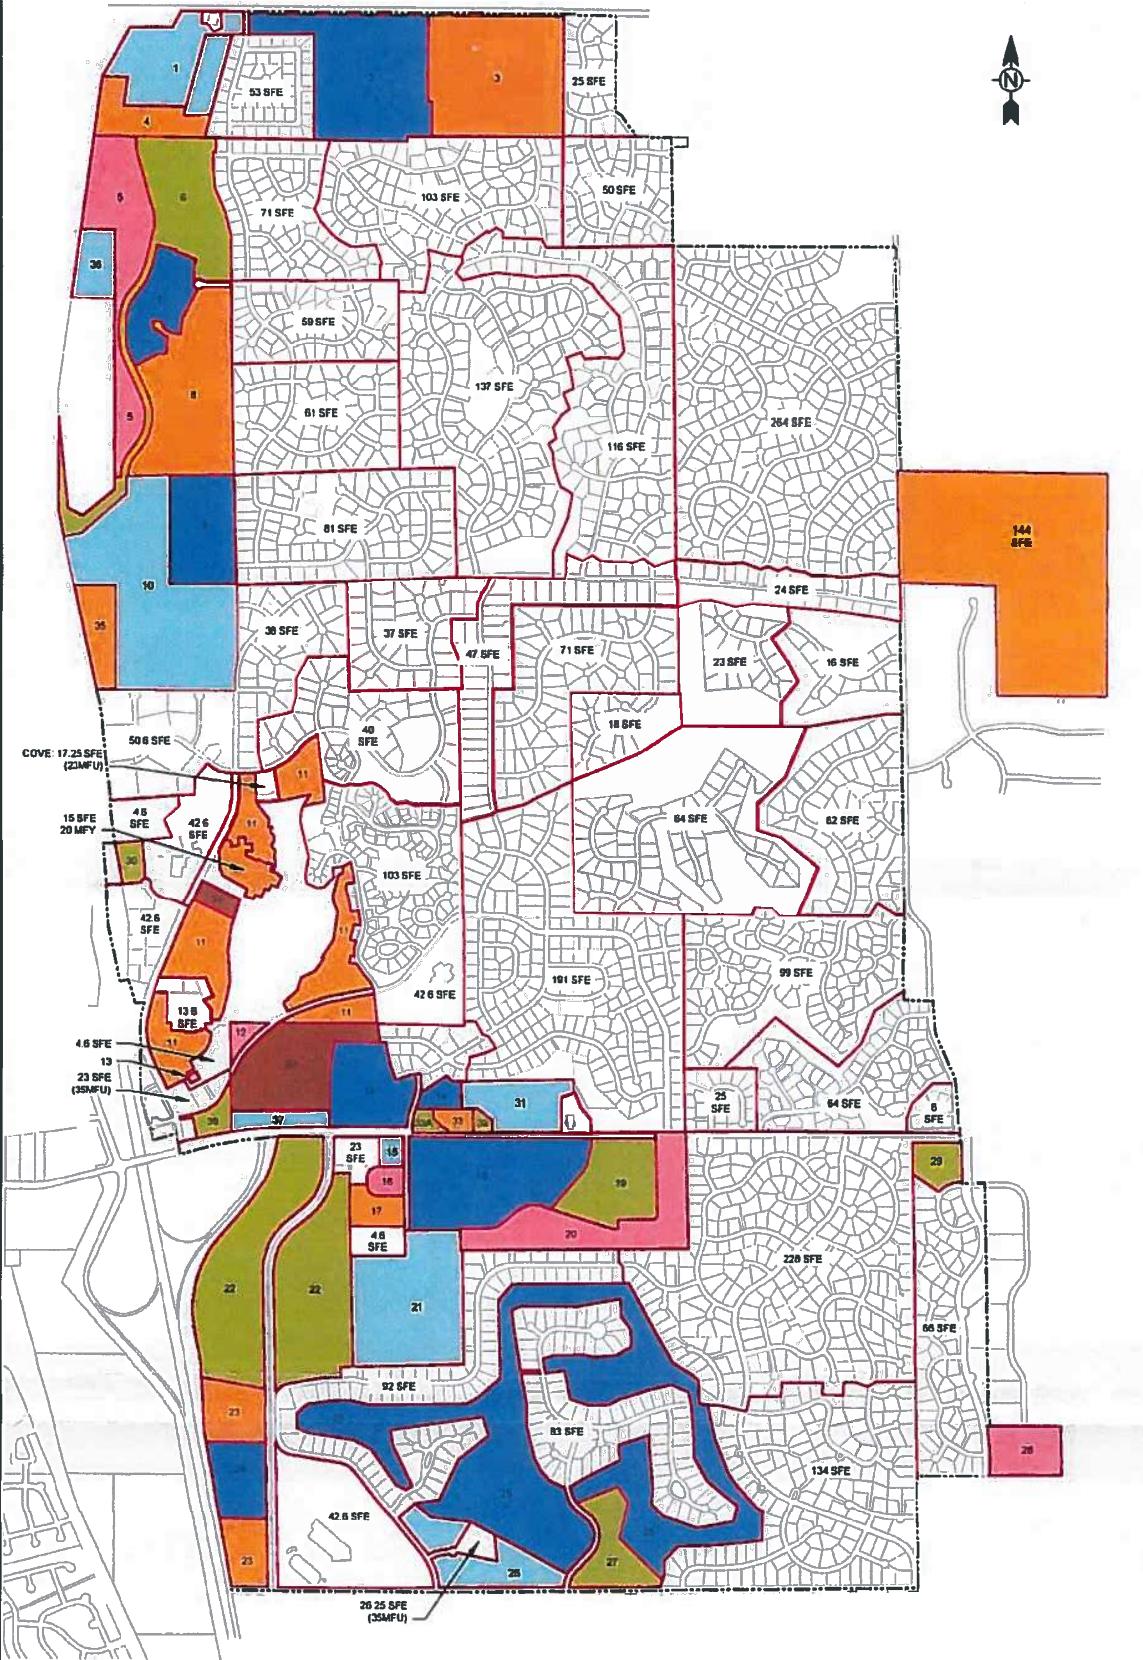 1
3
25 SFE
N
53 SFE
4
5
6
71 SFE
103 SFE
50 SFE
36
59 SFE
137 SFE
8
5
61 SFE
116 SFE
264 SFE
81 SFE
144
SFE
10
24 SFE
35
38 SFE
37 SFE
47 SFE
71 SFE
23 SFE
16 SFE
50 6 SFE
40
SFE
18 SFE
COVE: 17.25 SFE
(23MFU)
11
15 SFE
20 MFY
4 6
SFE
42 6
SFE
11
64 SFE
62 SFE
30
103 SFE
42.6
SFE
11
11
191 SFE
99 SFE
42 6 SFE
13 8
SFE
11
11
12
4.6 SFE
13
23 SFE
(35MFU)
31
25
SFE
64 SFE
6
SFE
37
23
SFE
15
16
19
29
17
4.6
SFE
20
22
22
21
228 SFE
66 SFE
92 SFE
23
83 SFE
134 SFE
28
42.6 SFE
23
26
27
26 25 SFE
(35MFU)